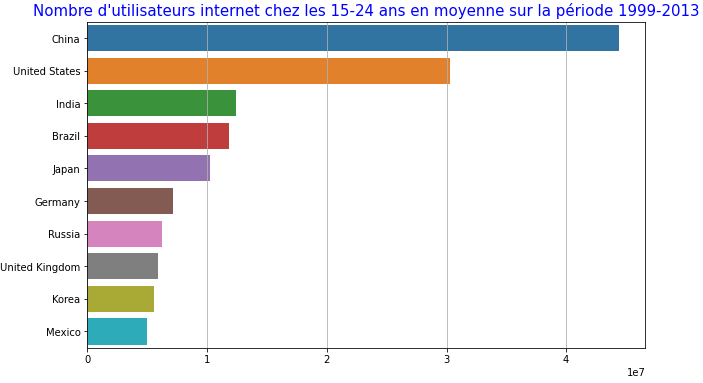 Nombre d'utilisateurs internet chez les 15-24 ans en moyenne sur la période 1999-2013
China
United States
India
Brazil
Japan
Germany
Russia
United Kingdom
Korea
Mexico
0 1 2 3 4
1e7